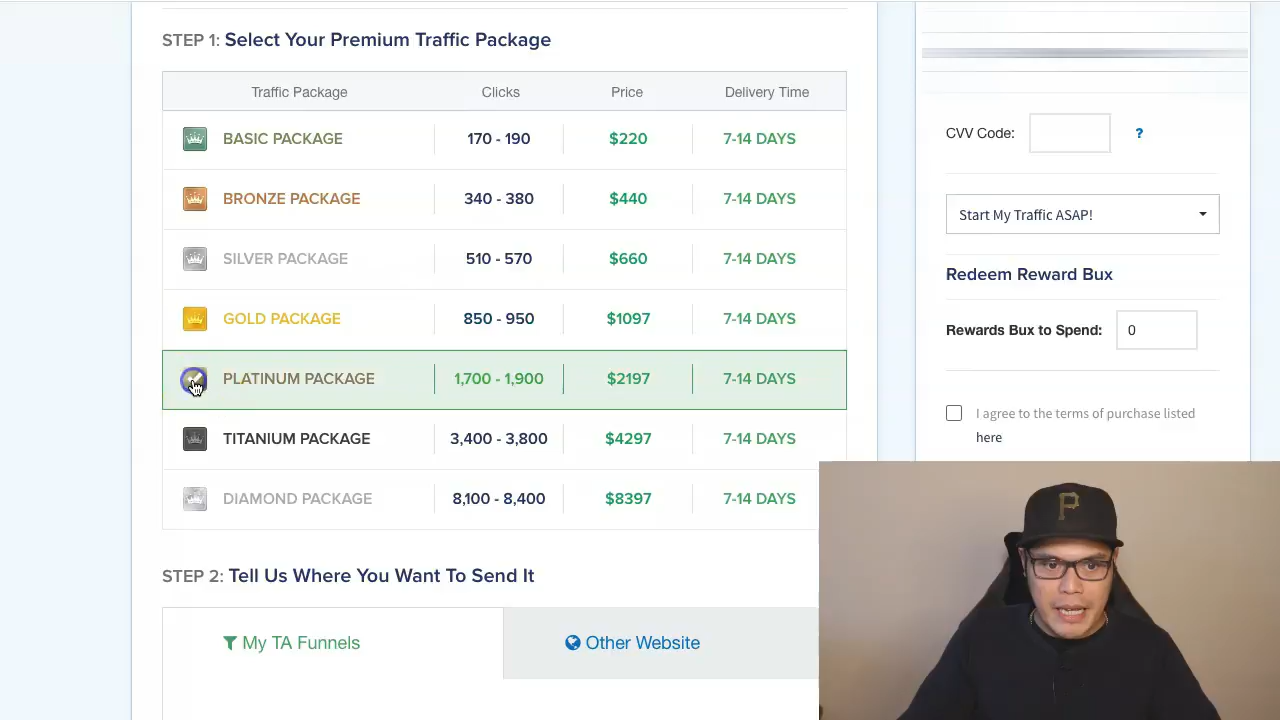 STEP 1: Select Your Premium Traffic Package
Traffic Package Clicks Price Delivery Time
BASIC PACKAGE 170 - 190 $220 7-14 DAYS
BRONZE PACKAGE 340 - 380 $440 7-14 DAYS
SILVER PACKAGE 510 - 570 $660 7-14 DAYS
GOLD PACKAGE 850 - 950 $1097 7-14 DAYS
PLATINUM PACKAGE 1,700 - 1,900 $2197 7-14 DAYS
TITANIUM PACKAGE 3,400 - 3,800 $4297 7-14 DAYS
DIAMOND PACKAGE 8,100 - 8,400 $8397 7-14 DAYS
STEP 2: Tell Us Where You Want To Send It
My TA Funnels Other Website
CVV Code: ?
Start My Traffic ASAP!
Redeem Reward Bux
Rewards Bux to Spend: 0
I agree to the terms of purchase listed
here
P